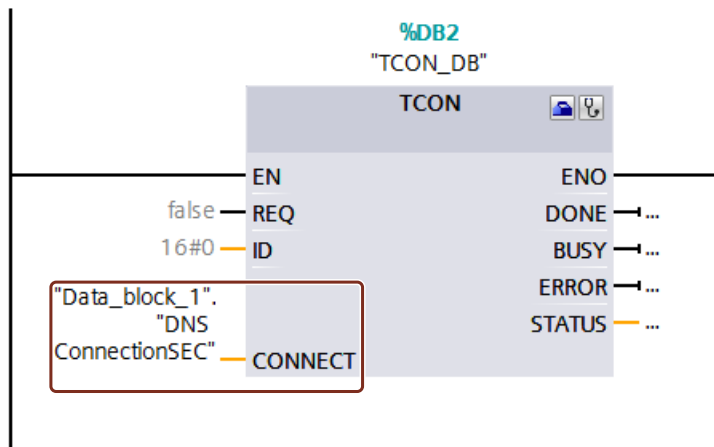 %DB2
"TCON_DB"
TCON
EN
ENO
false
REQ
DONE
...
16#0
ID
BUSY
...
ERROR
...
"Data_block_1".
"DNS
STATUS
...
ConnectionSEC"
CONNECT